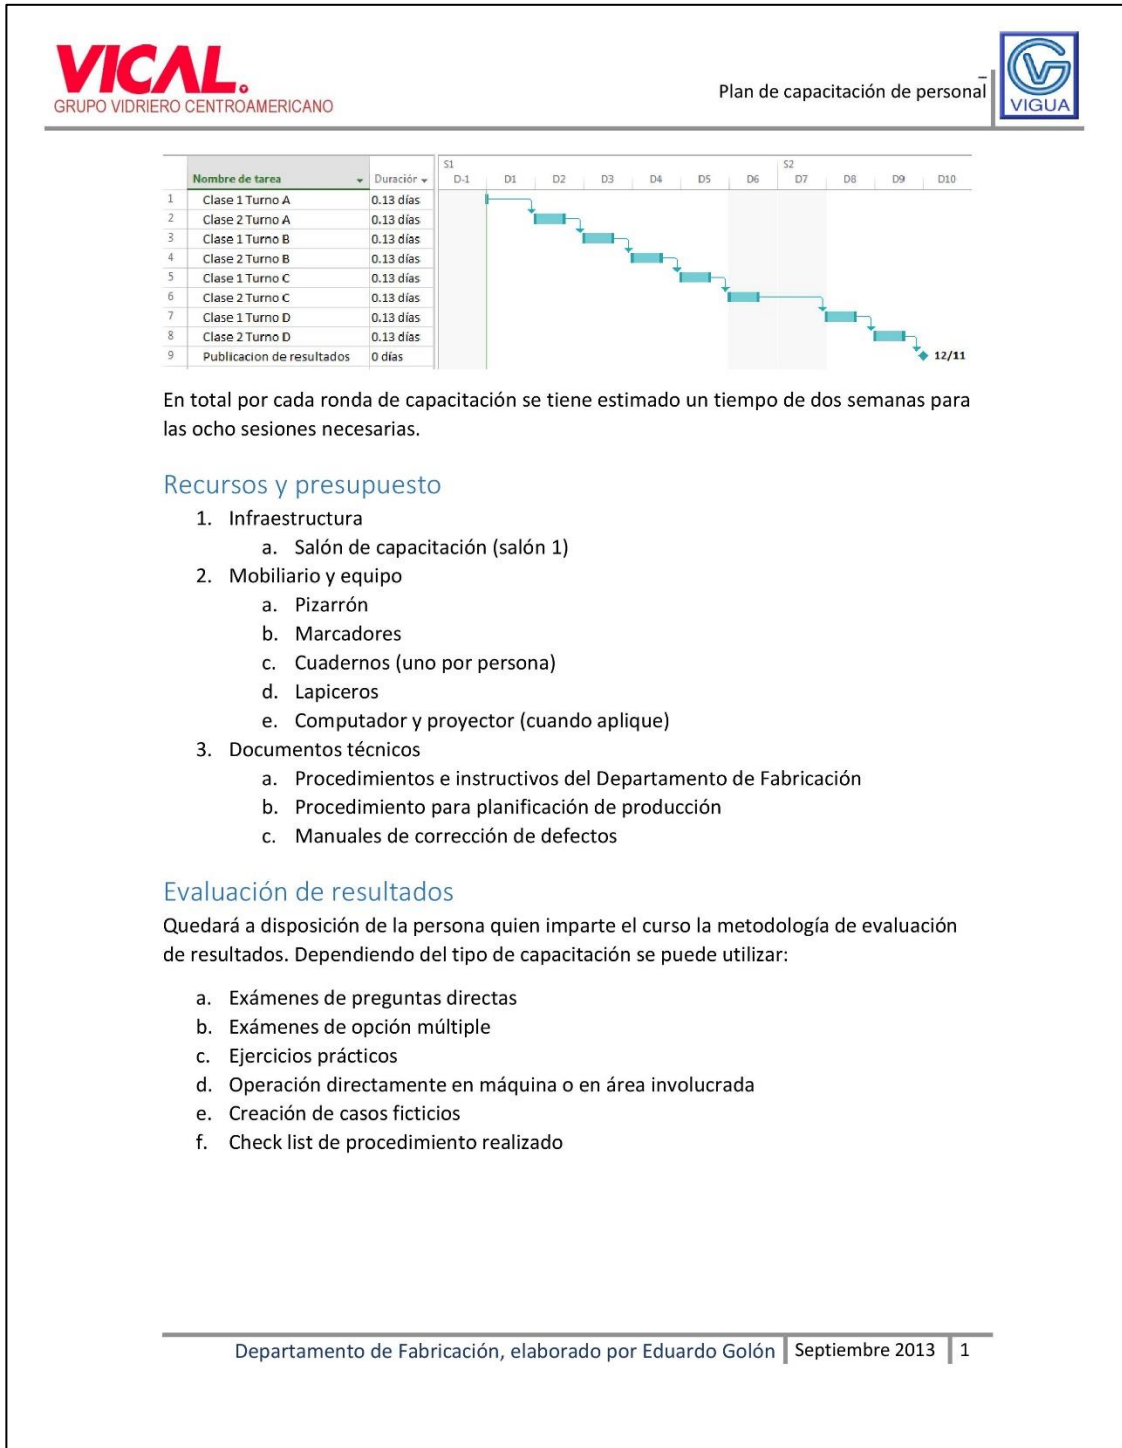 VICAL.
GRUPO VIDRIERO CENTROAMERICANO
Plan de capacitación de personal
VIGUA
S1 S2
Nombre de tarea Duración D-1 D1 D2 D3 D4 D5 D6 D7 D8 D9 D10
1 Clase 1 Turno A 0.13 días
2 Clase 2 Turno A 0.13 días
3 Clase 1 Turno B 0.13 días
4 Clase 2 Turno B 0.13 días
5 Clase 1 Turno C 0.13 días
6 Clase 2 Turno C 0.13 días
7 Clase 1 Turno D 0.13 días
8 Clase 2 Turno D 0.13 días
9 Publicacion de resultados 0 días 12/11
En total por cada ronda de capacitación se tiene estimado un tiempo de dos semanas para
las ocho sesiones necesarias.
Recursos y presupuesto
1. Infraestructura
a. Salón de capacitación (salón 1)
2. Mobiliario y equipo
a. Pizarrón
b. Marcadores
c. Cuadernos (uno por persona)
d. Lapiceros
e. Computador y proyector (cuando aplique)
3. Documentos técnicos
a. Procedimientos e instructivos del Departamento de Fabricación
b. Procedimiento para planificación de producción
c. Manuales de corrección de defectos
Evaluación de resultados
Quedará a disposición de la persona quien imparte el curso la metodología de evaluación
de resultados. Dependiendo del tipo de capacitación se puede utilizar:
a. Exámenes de preguntas directas
b. Exámenes de opción múltiple
c. Ejercicios prácticos
d. Operación directamente en máquina o en área involucrada
e. Creación de casos ficticios
f. Check list de procedimiento realizado
Departamento de Fabricación, elaborado por Eduardo Golón Septiembre 2013 1